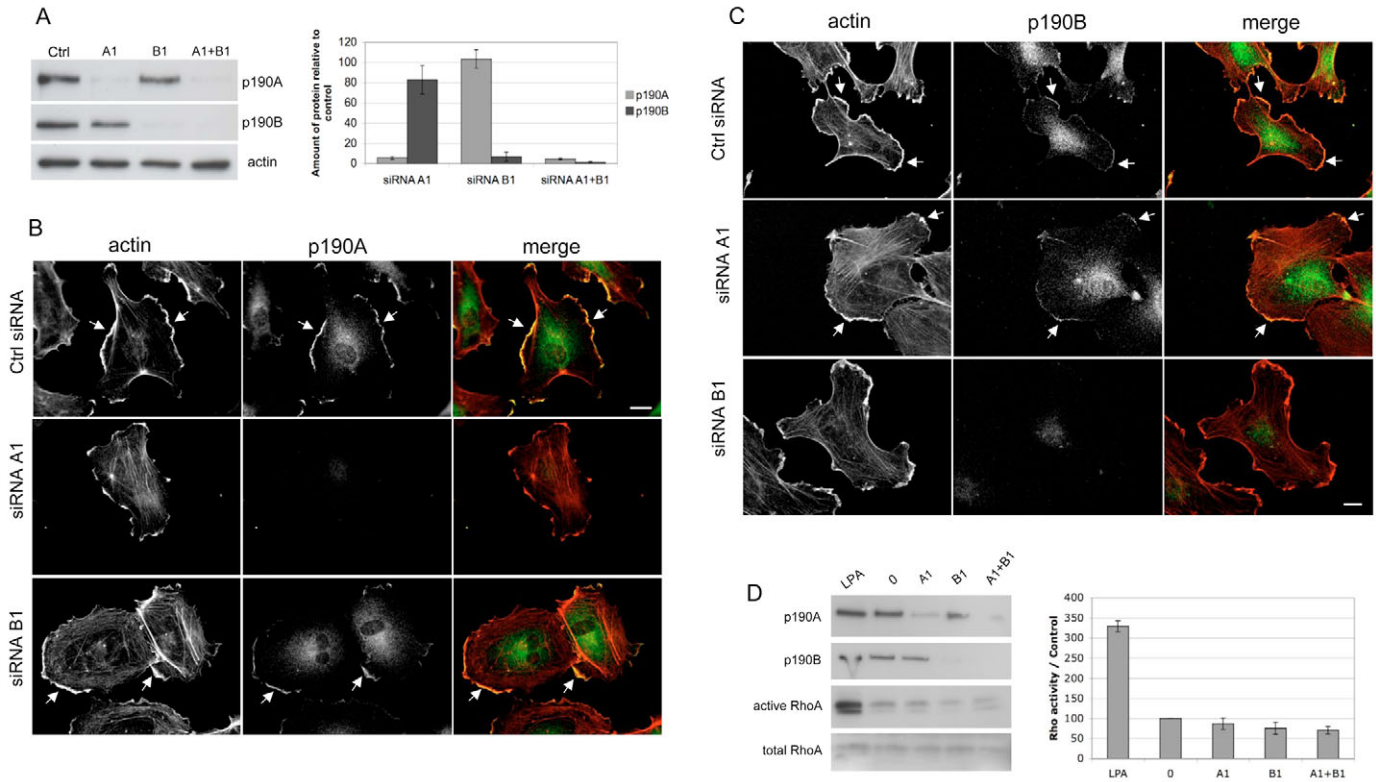 A
Ctrl A1 B1 A1+B1
p190A
p190B
actin
Amount of protein relative to
control
120
100
80
60
40
20
0
siRNA A1 siRNA B1 siRNA A1+B1
p190A
p190B
B
actin p190A merge
Ctrl siRNA
siRNA A1
siRNA B1
C
actin p190B merge
Ctrl siRNA
siRNA A1
siRNA B1
D
LPA 0 A1 B1 A1+B1
p190A
p190B
active RhoA
total RhoA
Rho activity / Control
400
350
300
250
200
150
100
50
0
LPA 0 A1 B1 A1+B1